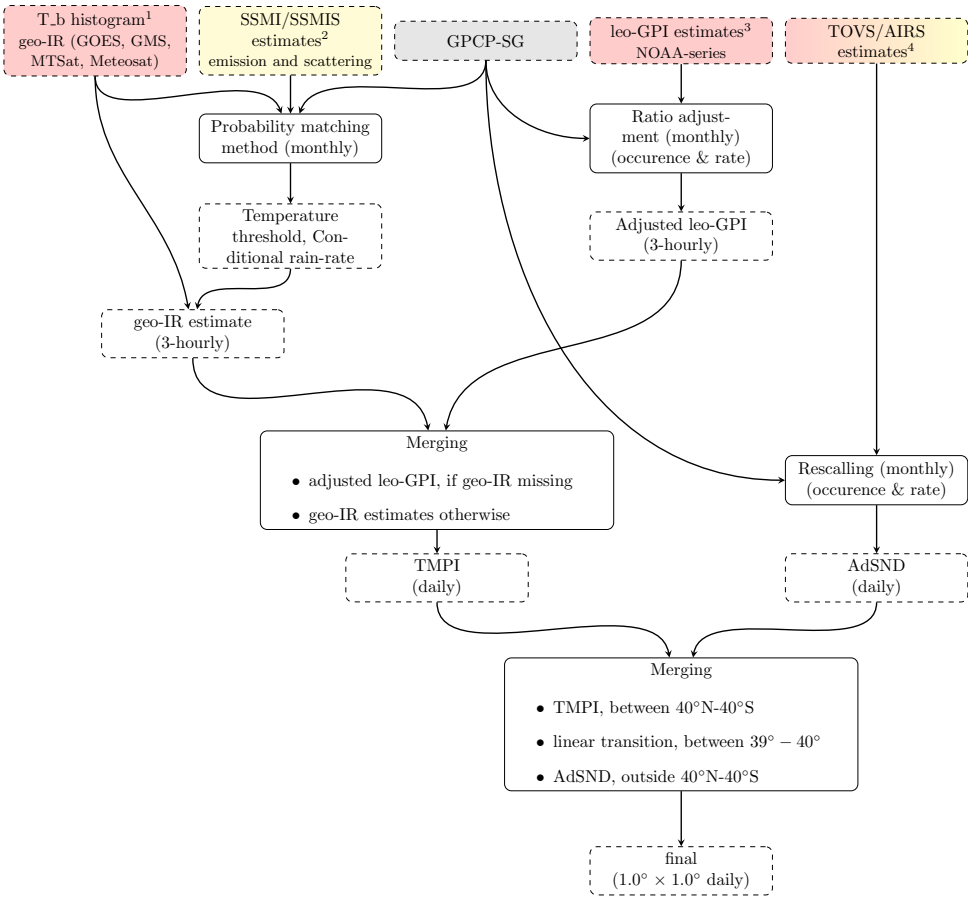 T_b histogram¹
geo-IR (GOES, GMS,
MTSat, Meteosat)
SSMI/SSMIS
estimates²
emission and scattering
GPCP-SG
leo-GPI estimates³
NOAA-series
TOVS/AIRS
estimates⁴
Probability matching
method (monthly)
Ratio adjust-
ment (monthly)
(occurence & rate)
Temperature
threshold, Con-
ditional rain-rate
Adjusted leo-GPI
(3-hourly)
geo-IR estimate
(3-hourly)
Merging
• adjusted leo-GPI, if geo-IR missing
• geo-IR estimates otherwise
Rescalling (monthly)
(occurence & rate)
TMPI
(daily)
AdSND
(daily)
Merging
• TMPI, between 40°N-40°S
• linear transition, between 39° − 40°
• AdSND, outside 40°N-40°S
final
(1.0° × 1.0° daily)